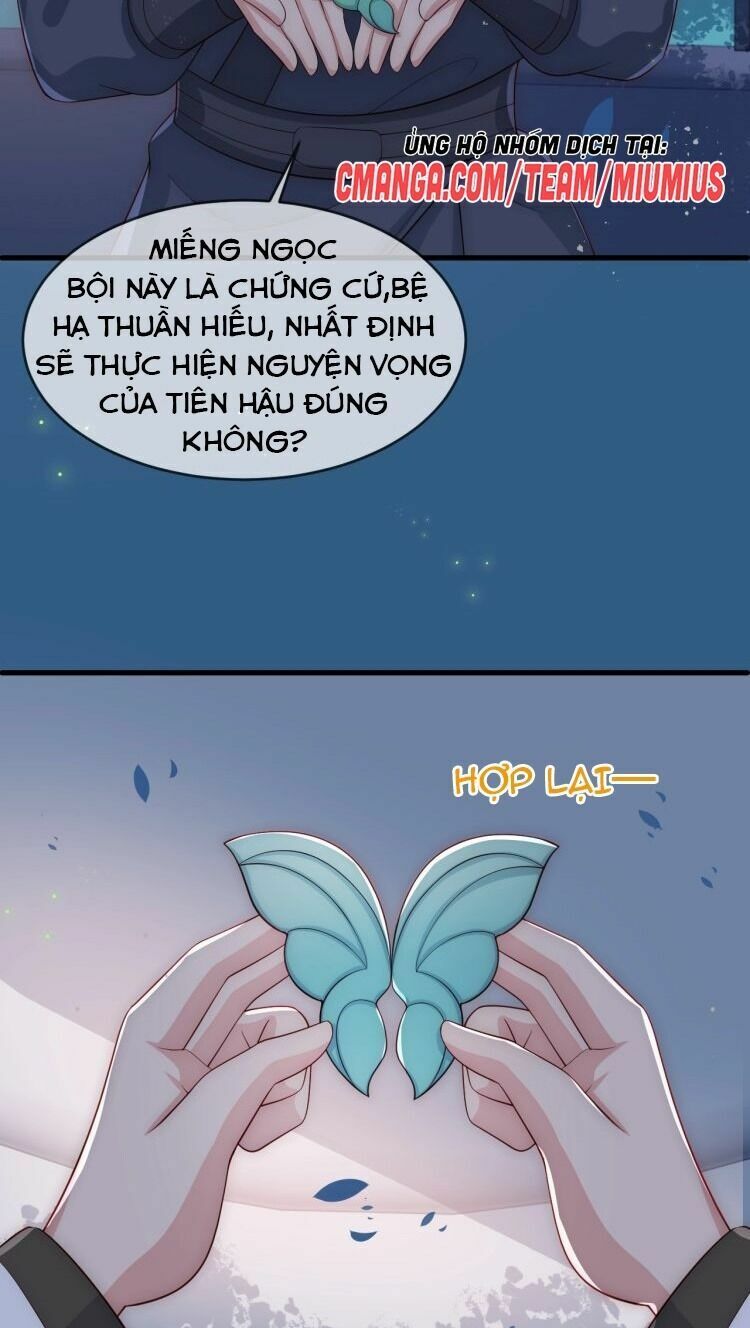 ỦNG HỘ NHÓM DỊCH TẠI:
CMANGA.COM/TEAM/MIUMIUS
MIẾNG NGỌC
BỘI NÀY LÀ CHỨNG CỨ,BỆ
HẠ THUẦN HIẾU, NHẤT ĐỊNH
SẼ THỰC HIỆN NGUYỆN VỌNG
CỦA TIÊN HẬU ĐÚNG
KHÔNG?
HỢP LẠI—